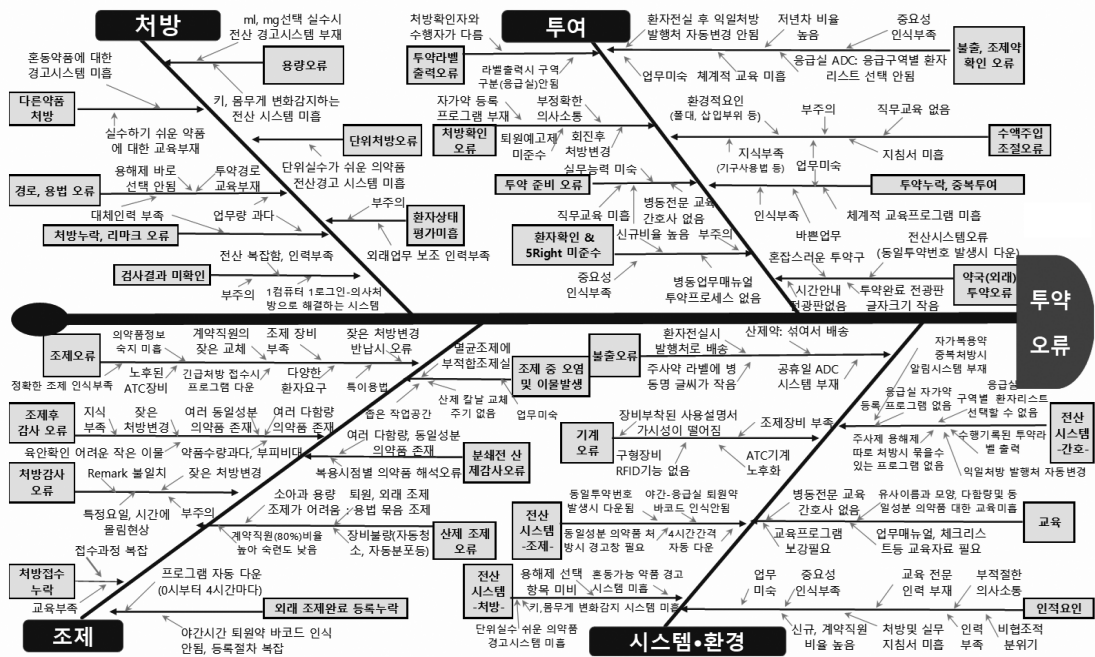 처방
ml, mg선택 실수시
전산 경고시스템 부재
용량오류
키, 몸무게 변화감지하는
전산 시스템 미흡
혼동약품에 대한
경고시스템 미흡
다른약품
처방
실수하기 쉬운 약품
에 대한 교육부재
단위처방오류
단위실수가 쉬운 의약품
전산경고 시스템 미흡
용해제 바로
선택 안됨
투약경로
교육부재
경로, 용법 오류
대체인력 부족
업무량 과다
처방누락, 리마크 오류
부주의
환자상태
평가미흡
외래업무 보조 인력부족
전산 복잡함, 인력부족
검사결과 미확인
부주의
1컴퓨터 1로그인-의사처
방으로 해결하는 시스템
투여
처방확인자와
수행자가 다름
투약라벨
출력오류
라벨출력시 구역
구분(응급실)안됨
환자전실 후 익일처방
발행처 자동변경 안됨
저년차 비율
높음
중요성
인식부족
불출, 조제약
확인 오류
업무미숙
체계적 교육 미흡
응급실 ADC: 응급구역별 환자
리스트 선택 안됨
자가약 등록
프로그램 부재
부정확한
의사소통
처방확인
오류
퇴원예고제
미준수
회진후
처방변경
환경적요인
(폴대, 삽입부위 등)
부주의
직무교육 없음
수액주입
조절오류
지식부족
(기구사용법 등)
업무미숙
지침서 미흡
실무능력 미흡
투약 준비 오류
직무교육 미흡
병동전문 교육
간호사 없음
투약누락, 중복투여
인식부족
바쁜업무
체계적 교육프로그램 미흡
환자확인 &
5Right 미준수
신규비율 높음
부주의
중요성
인식부족
병동업무매뉴얼
투약프로세스 없음
혼잡스러운 투약구
전산시스템오류
(동일투약번호 발생시 다운)
약국(외래)
투약오류
시간안내
전광판없음
투약완료 전광판
글자크기 작음
투약
오류
조제오류
의약품정보
숙지 미흡
계약직원의
잦은 교체
조제 장비
부족
잦은 처방변경
반납시 오류
정확한 조제 인식부족
노후된
ATC장비
긴급처방 접수시
프로그램 다운
다양한
환자요구
특이용법
멸균조제에
부적합조제실
조제 중 오염
및 이물발생
좁은 작업공간
산제 칼날 교체
주기 없음
업무미숙
조제후
감사 오류
지식
부족
잦은
처방변경
여러 동일성분
의약품 존재
여러 다함량
의약품 존재
육안확인 어려운 작은 이물
약품수량과다, 부피비대
여러 다함량, 동일성분
의약품 존재
분쇄전 산
제감사오류
복용시점별 의약품 해석오류
처방감사
오류
Remark 불일치
잦은 처방변경
특정요일, 시간에
몰림현상
부주의
소아과 용량
조제가 어려움
퇴원, 외래 조제
: 용법 묶음 조제
산제 조제
오류
계약직원(80%)비율
높아 숙련도 낮음
장비불량(자동청
소, 자동분포등)
접수과정 복잡
처방접수
누락
교육부족
프로그램 자동 다운
(0시부터 4시간마다)
외래 조제완료 등록누락
야간시간 퇴원약 바코드 인식
안됨, 등록절차 복잡
조제
불출오류
환자전실시
발행처로 배송
산제약: 섞여서 배송
주사약 라벨에 병
동명 글씨가 작음
공휴일 ADC
시스템 부재
자가복용약
중복처방시
알림시스템 부재
응급실 자가약
등록 프로그램 없음
응급실
구역별 환자리스트
선택할 수 없음
전산
시스템
-간호-
주사제 용해제
따로 처방시 묶을수
있는 프로그램 없음
수행기록된 투약라
벨 출력
익일처방 발행처 자동변경
기계
오류
장비부착된 사용설명서
가시성이 떨어짐
조제장비 부족
구형장비
RFID기능 없음
ATC기계
노후화
전산
시스템
-조제-
동일투약번호
발생시 다운됨
야간-응급실 퇴원약
바코드 인식안됨
동일성분 의약품 처
방시 경고창 필요
4시간간격
자동 다운
병동전문 교육
간호사 없음
유사이름과 모양, 다함량및 동
일성분 의약품 대한 교육미흡
교육
교육프로그램
보강필요
업무매뉴얼, 체크리스
트등 교육자료 필요
전산
시스템
-처방-
용해제 선택
항목 미비
혼동가능 약품 경고
시스템 미흡
키,몸무게 변화감지 시스템 미흡
단위실수 쉬운 의약품
경고시스템 미흡
업무
미숙
중요성
인식부족
교육 전문
인력 부재
부적절한
의사소통
인적요인
신규, 계약직원
비율 높음
처방및 실무
지침서 미흡
인력
부족
비협조적
분위기
시스템•환경